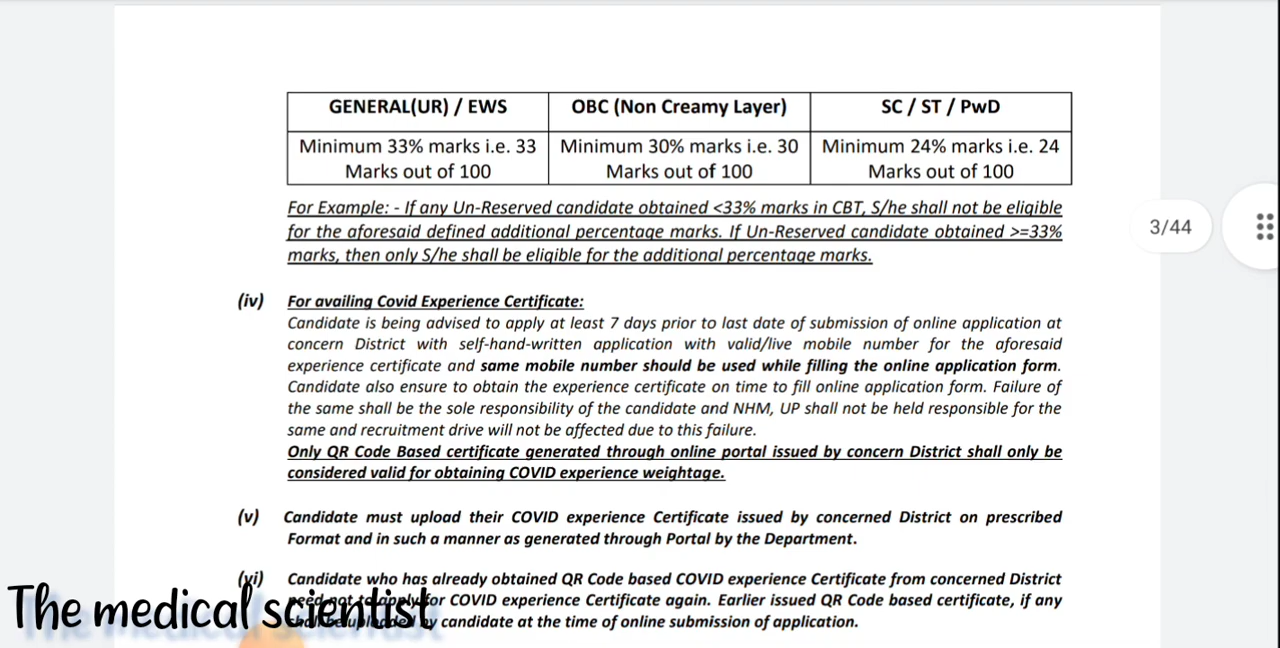 GENERAL(UR) / EWS OBC (Non Creamy Layer) SC / ST / PwD
Minimum 33% marks i.e. 33 Minimum 30% marks i.e. 30 Minimum 24% marks i.e. 24
Marks out of 100 Marks out of 100 Marks out of 100
For Example: - If any Un-Reserved candidate obtained <33% marks in CBT, S/he shall not be eligible
for the aforesaid defined additional percentage marks. If Un-Reserved candidate obtained >=33%
marks, then only S/he shall be eligible for the additional percentage marks.
3/44
(iv) For availing Covid Experience Certificate:
Candidate is being advised to apply at least 7 days prior to last date of submission of online application at
concern District with self-hand-written application with valid/live mobile number for the aforesaid
experience certificate and same mobile number should be used while filling the online application form.
Candidate also ensure to obtain the experience certificate on time to fill online application form. Failure of
the same shall be the sole responsibility of the candidate and NHM, UP shall not be held responsible for the
same and recruitment drive will not be affected due to this failure.
Only QR Code Based certificate generated through online portal issued by concern District shall only be
considered valid for obtaining COVID experience weightage.
(v) Candidate must upload their COVID experience Certificate issued by concerned District on prescribed
Format and in such a manner as generated through Portal by the Department.
(vi) Candidate who has already obtained QR Code based COVID experience Certificate from concerned District
need not to apply for COVID experience Certificate again. Earlier issued QR Code based certificate, if any
shall be uploaded by candidate at the time of online submission of application.
The medical scientist